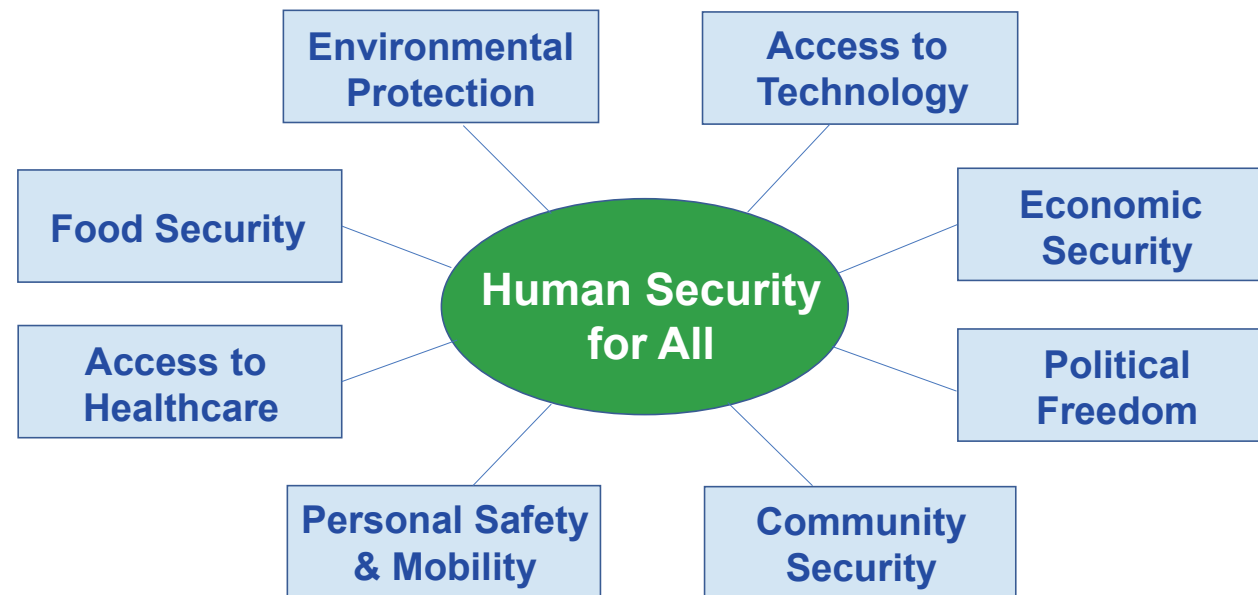 Environmental
Protection
Access to
Technology
Food Security
Economic
Security
Human Security
for All
Access to
Healthcare
Political
Freedom
Personal Safety
& Mobility
Community
Security